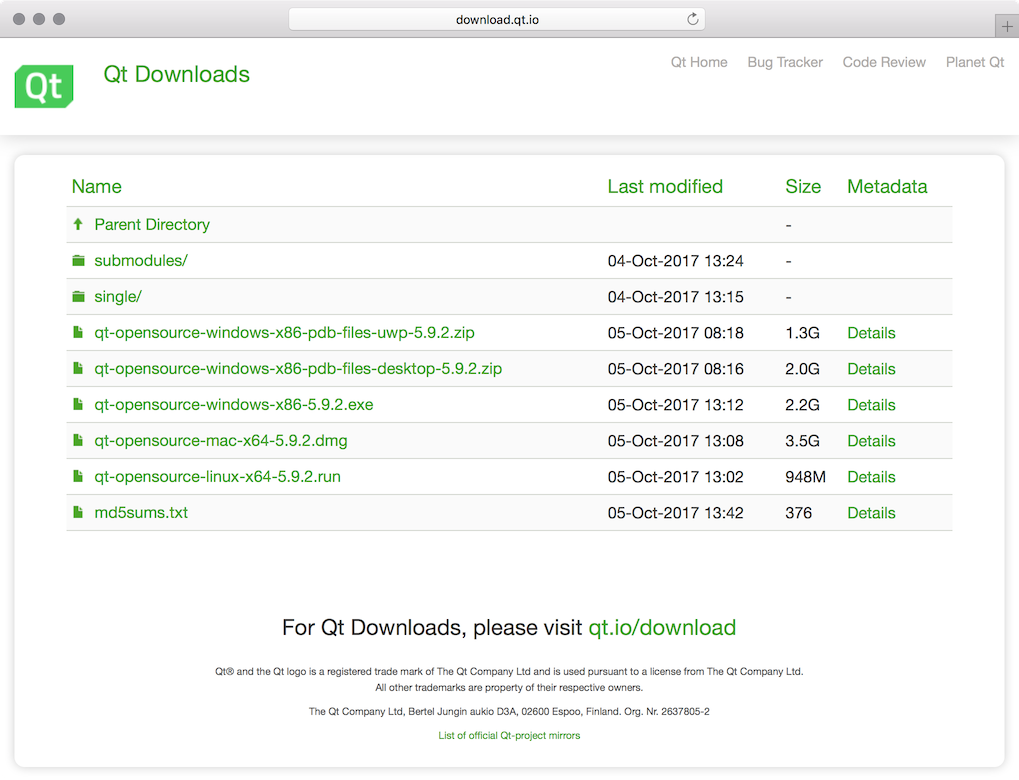 download.qt.io
Qt Home Bug Tracker Code Review Planet Qt
Qt Qt Downloads
Name Last modified Size Metadata
Parent Directory -
submodules/ 04-Oct-2017 13:24 -
single/ 04-Oct-2017 13:15 -
qt-opensource-windows-x86-pdb-files-uwp-5.9.2.zip 05-Oct-2017 08:18 1.3G Details
qt-opensource-windows-x86-pdb-files-desktop-5.9.2.zip 05-Oct-2017 08:16 2.0G Details
qt-opensource-windows-x86-5.9.2.exe 05-Oct-2017 13:12 2.2G Details
qt-opensource-mac-x64-5.9.2.dmg 05-Oct-2017 13:08 3.5G Details
qt-opensource-linux-x64-5.9.2.run 05-Oct-2017 13:02 948M Details
md5sums.txt 05-Oct-2017 13:42 376 Details
For Qt Downloads, please visit qt.io/download
Qt® and the Qt logo is a registered trade mark of The Qt Company Ltd and is used pursuant to a license from The Qt Company Ltd.
All other trademarks are property of their respective owners.
The Qt Company Ltd, Bertel Jungin aukio D3A, 02600 Espoo, Finland. Org. Nr. 2637805-2
List of official Qt-project mirrors